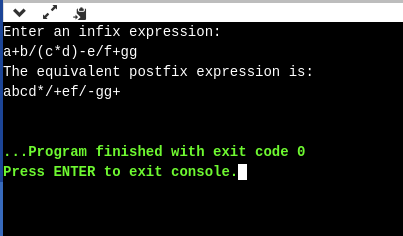 Enter an infix expression:
a+b/(c*d)-e/f+gg
The equivalent postfix expression is:
abcd*/+ef/-gg+
...Program finished with exit code 0
Press ENTER to exit console.